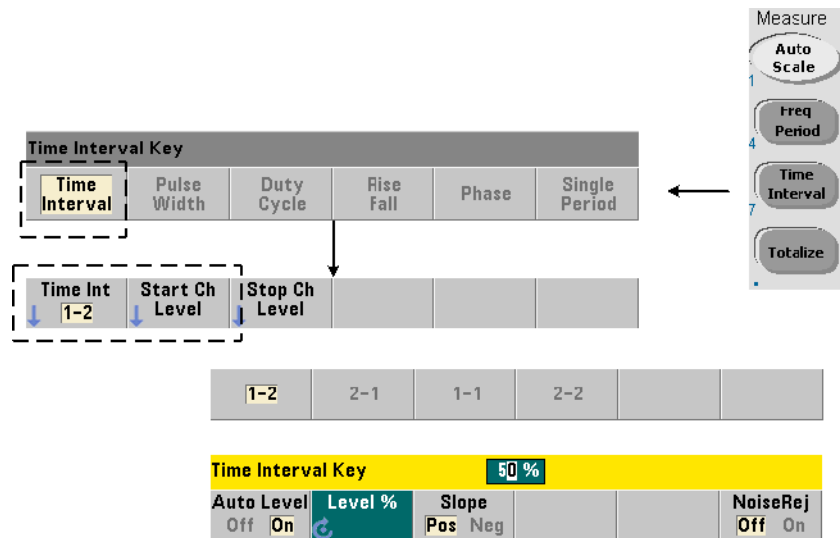 Measure
Auto
Scale
1
Freq
Period
4
Time
Interval
7
Totalize
.
Time Interval Key
Time
Interval
Pulse
Width
Duty
Cycle
Rise
Fall
Phase
Single
Period
Time Int
1-2
Start Ch
Level
Stop Ch
Level
1-2 2-1 1-1 2-2
Time Interval Key 50 %
Auto Level Level % Slope NoiseRej
Off On Pos Neg Off On